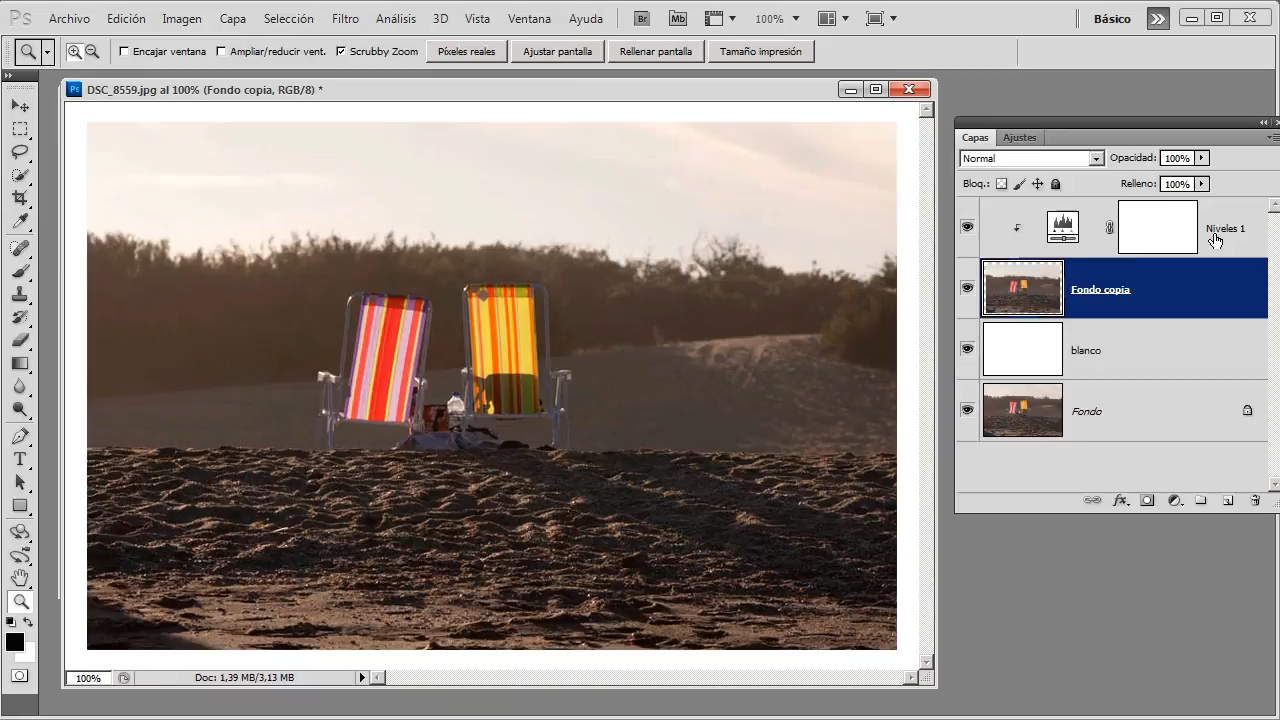 Ps Archivo Edición Imagen Capa Selección Filtro Análisis 3D Vista Ventana Ayuda Br Mb 100% Básico
Encajar ventana Ampliar/reducir vent. Scrubby Zoom Píxeles reales Ajustar pantalla Rellenar pantalla Tamaño impresión
Ps DSC_8559.jpg al 100% (Fondo copia, RGB/8) *
Capas Ajustes
Normal Opacidad: 100%
Bloq.: Relleno: 100%
Niveles 1
Fondo copia
blanco
Fondo
fx
T
100% Doc: 1,39 MB/3,13 MB